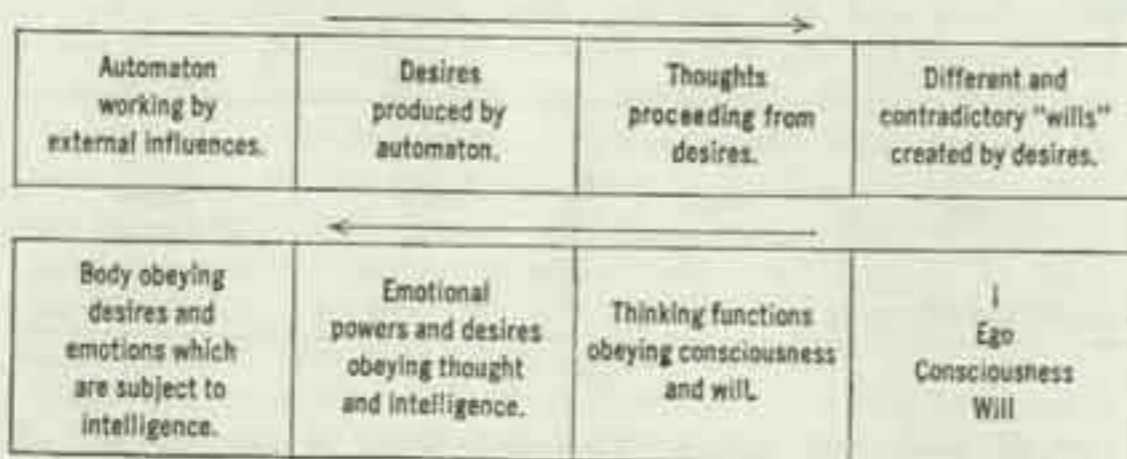 Automaton
working by
external influences.
Desires
produced by
automaton.
Thoughts
proceeding from
desires.
Different and
contradictory "wills"
created by desires.
Body obeying
desires and
emotions which
are subject to
intelligence.
Emotional
powers and desires
obeying thought
and intelligence.
Thinking functions
obeying consciousness
and will.
I
Ego
Consciousness
Will